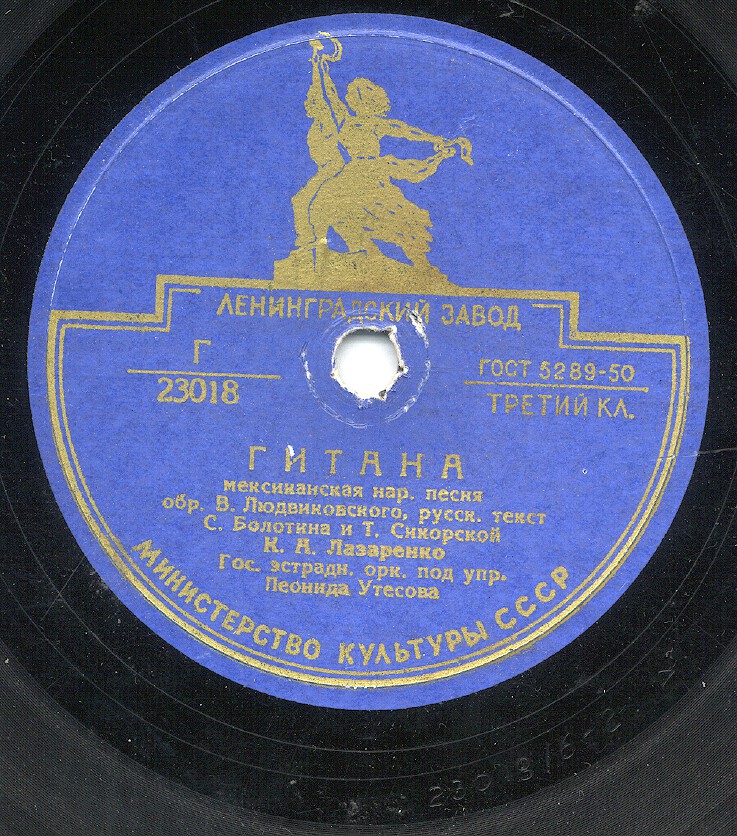 ЛЕНИНГРАДСКИЙ ЗАВОД
Г
23018
ГОСТ 5289-50
ТРЕТИЙ КЛ.
ГИТАНА
мексиканская нар. песня
обр. В. Людвиковского, русск. текст
С. Болотина и Т. Сикорской
К. А. Лазаренко
Гос. эстрадн. орк. под упр.
Леонида Утесова
МИНИСТЕРСТВО КУЛЬТУРЫ СССР